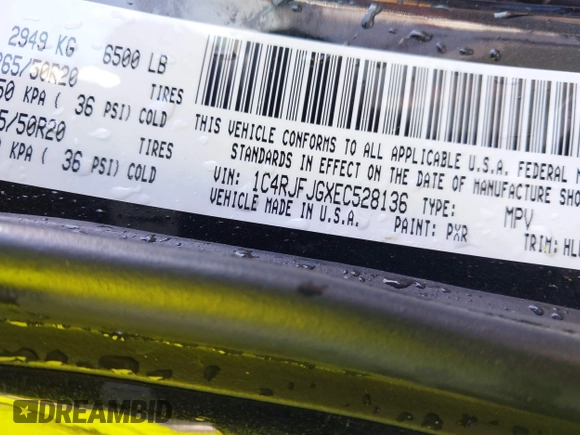 2949 KG 6500 LB
265/50R20 TIRES
50 KPA ( 36 PSI) COLD
5/50R20 TIRES
KPA ( 36 PSI) COLD
THIS VEHICLE CONFORMS TO ALL APPLICABLE U.S.A. FEDERAL M
STANDARDS IN EFFECT ON THE DATE OF MANUFACTURE SHO
VIN: 1C4RJFJGXEC528136 TYPE: MPV
VEHICLE MADE IN U.S.A. PAINT: PXR TRIM: HLU
DREAMBID